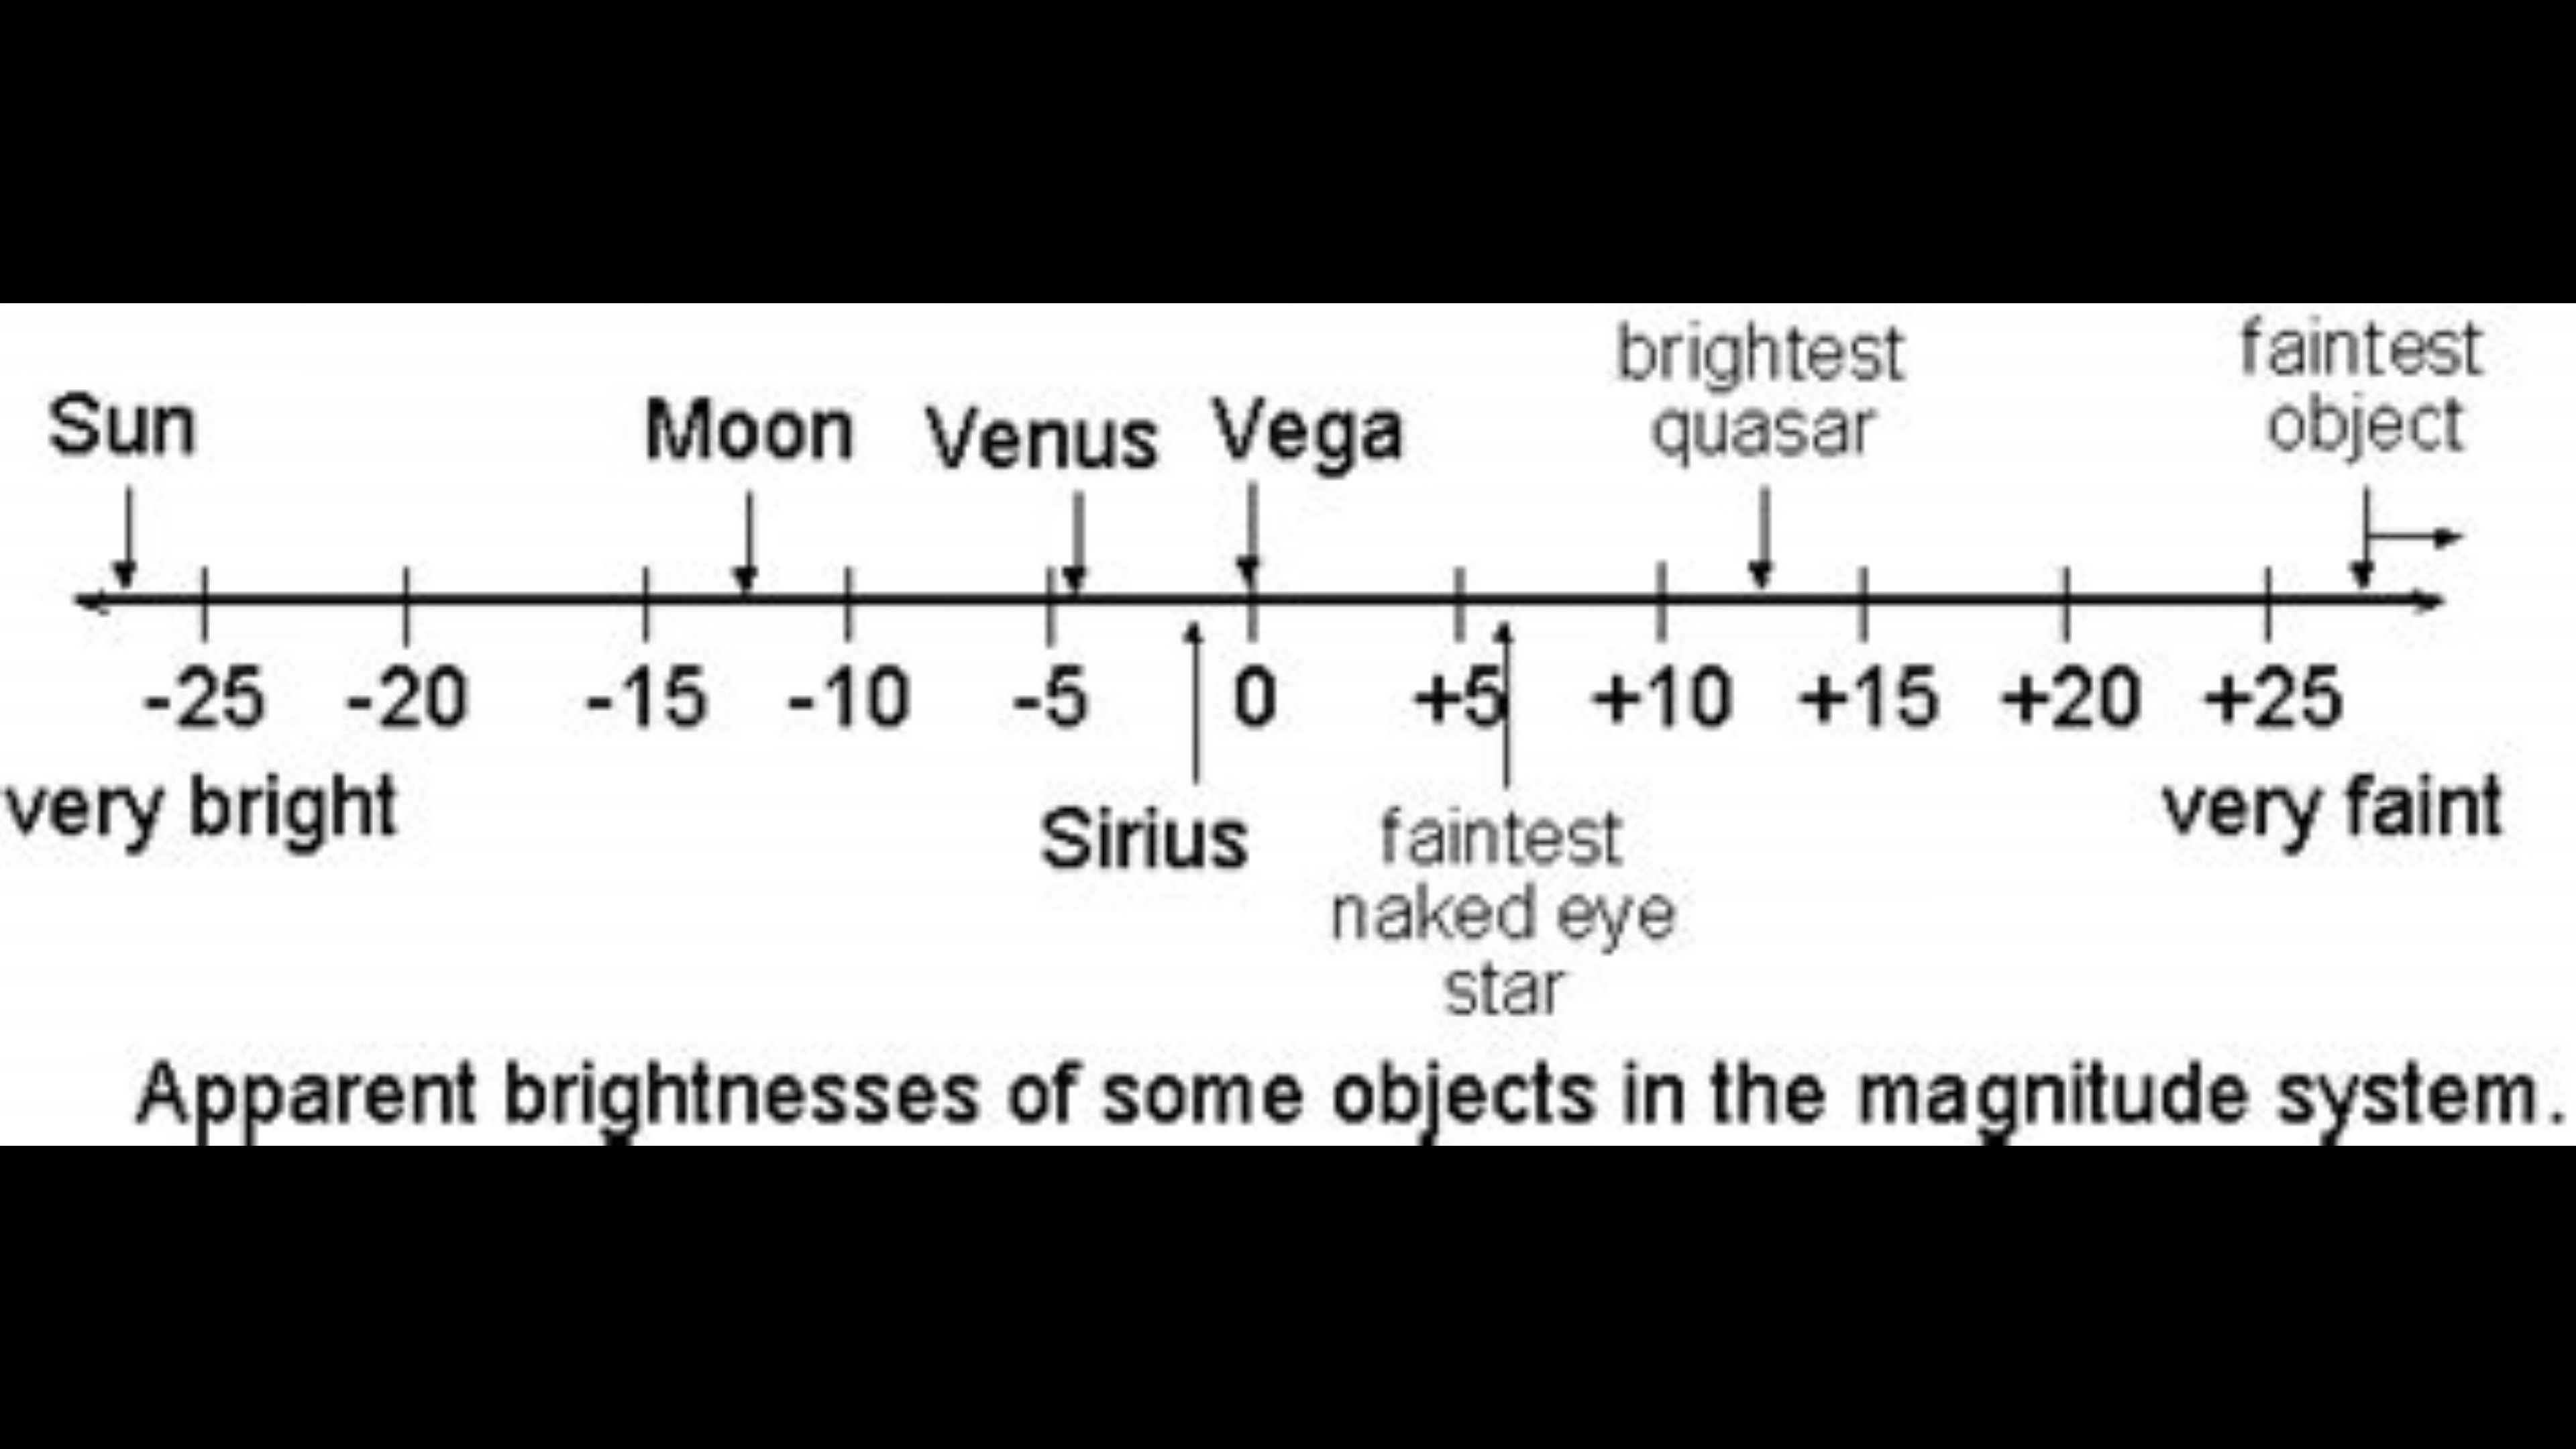 brightest faintest
Sun Moon Venus Vega quasar object
-25 -20 -15 -10 -5 0 +5 +10 +15 +20 +25
very bright very faint
Sirius faintest
naked eye
star
Apparent brightnesses of some objects in the magnitude system.